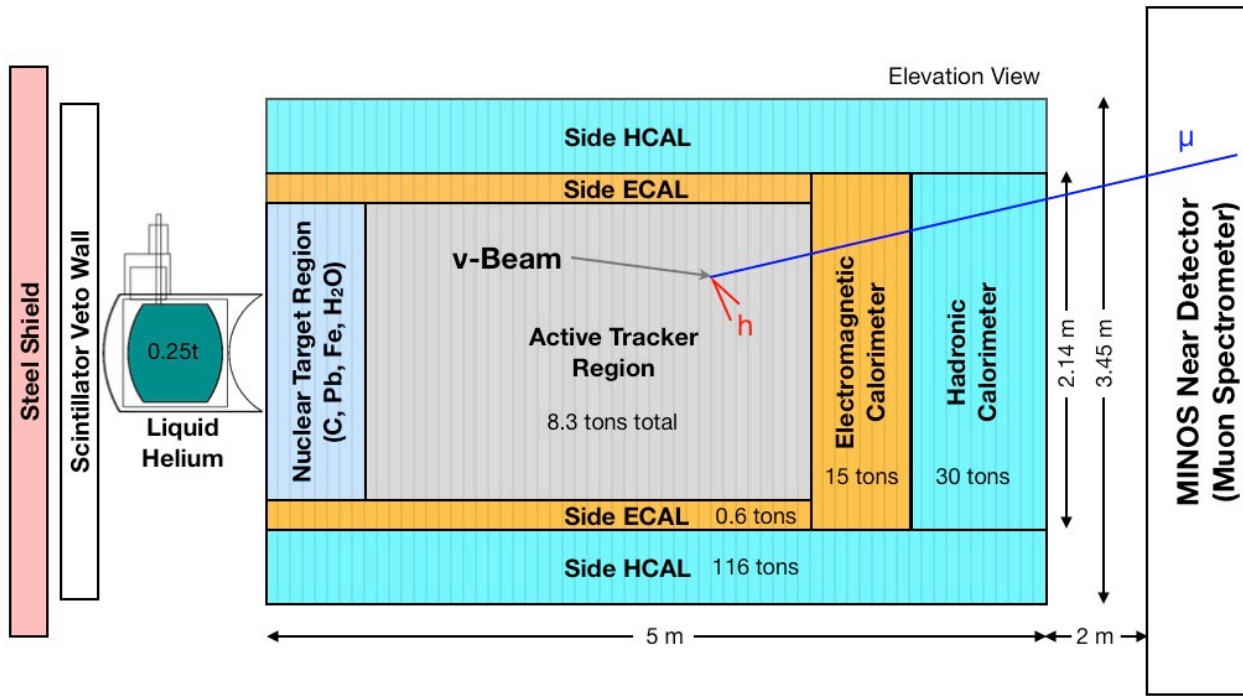 Elevation View
Steel Shield
Scintillator Veto Wall
0.25t
Liquid
Helium
Side HCAL
Side ECAL
Nuclear Target Region
(C, Pb, Fe, H₂O)
ν-Beam
h
Active Tracker
Region
8.3 tons total
Electromagnetic
Calorimeter
15 tons
Hadronic
Calorimeter
30 tons
Side ECAL 0.6 tons
Side HCAL 116 tons
2.14 m
3.45 m
5 m
2 m
μ
MINOS Near Detector
(Muon Spectrometer)